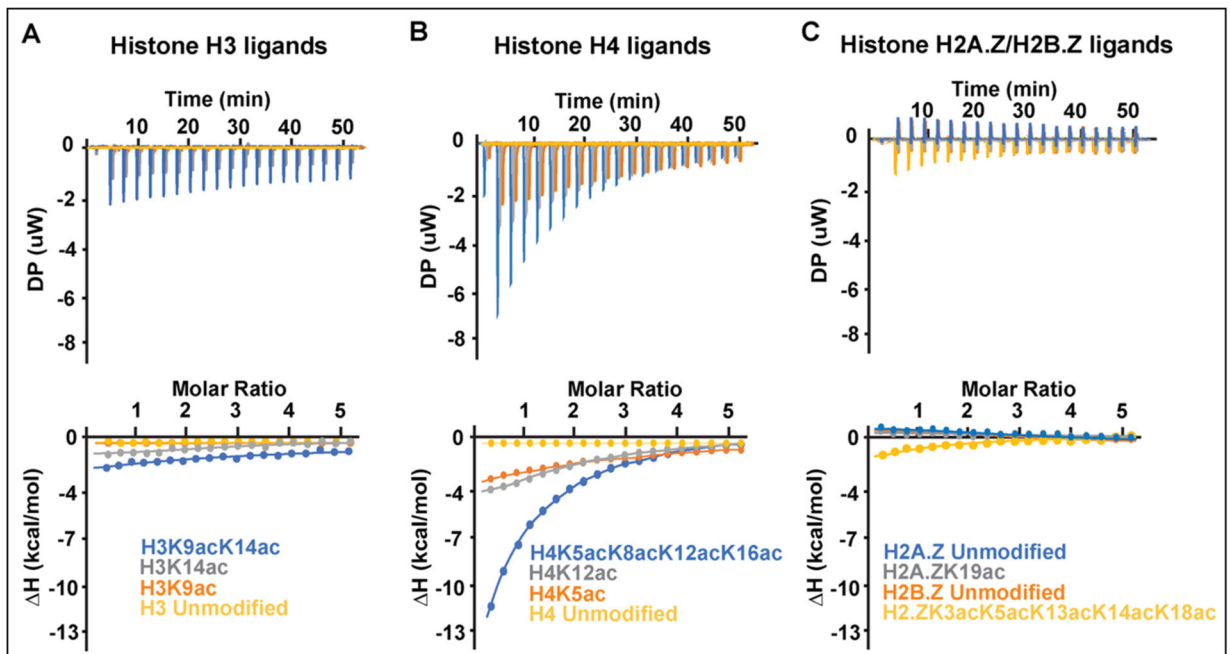 A
Histone H3 ligands
Time (min)
10 20 30 40 50
0
-2
-4
-6
-8
DP (uW)
Molar Ratio
1 2 3 4 5
0
-4
-7
-10
-13
ΔH (kcal/mol)
H3K9acK14ac
H3K14ac
H3K9ac
H3 Unmodified
B
Histone H4 ligands
Time (min)
10 20 30 40 50
0
-2
-4
-6
-8
DP (uW)
Molar Ratio
1 2 3 4 5
0
-4
-7
-10
-13
ΔH (kcal/mol)
H4K5acK8acK12acK16ac
H4K12ac
H4K5ac
H4 Unmodified
C
Histone H2A.Z/H2B.Z ligands
Time (min)
10 20 30 40 50
0
-2
-4
-6
-8
DP (uW)
Molar Ratio
1 2 3 4 5
0
-4
-7
-10
-13
ΔH (kcal/mol)
H2A.Z Unmodified
H2A.ZK19ac
H2B.Z Unmodified
H2.ZK3acK5acK13acK14acK18ac